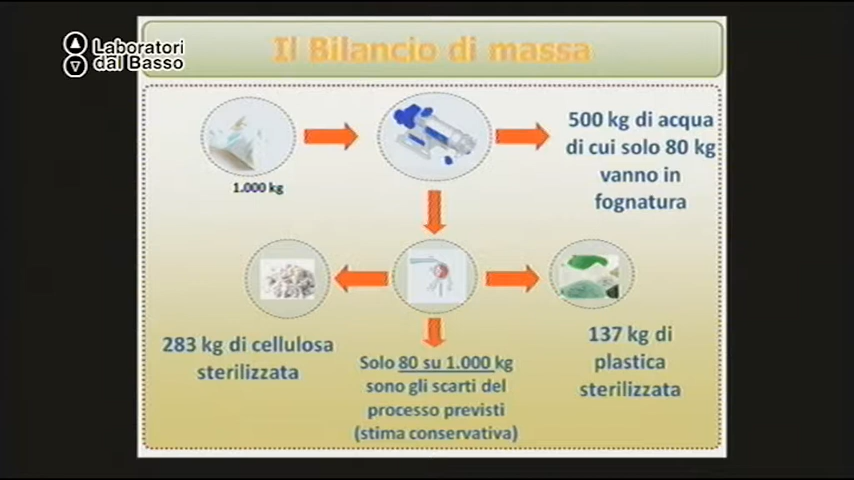 Laboratori
dal Basso
Il Bilancio di massa
1.000 kg
500 kg di acqua
di cui solo 80 kg
vanno in
fognatura
283 kg di cellulosa
sterilizzata
Solo 80 su 1.000 kg
sono gli scarti del
processo previsti
(stima conservativa)
137 kg di
plastica
sterilizzata